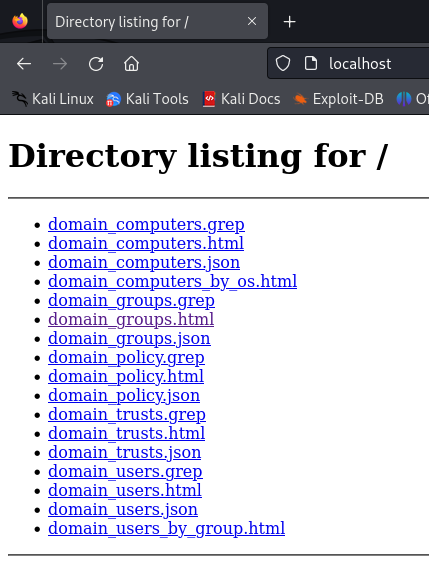 Directory listing for /
localhost
Kali Linux Kali Tools Kali Docs Exploit-DB
Directory listing for /
domain_computers.grep
domain_computers.html
domain_computers.json
domain_computers_by_os.html
domain_groups.grep
domain_groups.html
domain_groups.json
domain_policy.grep
domain_policy.html
domain_policy.json
domain_trusts.grep
domain_trusts.html
domain_trusts.json
domain_users.grep
domain_users.html
domain_users.json
domain_users_by_group.html